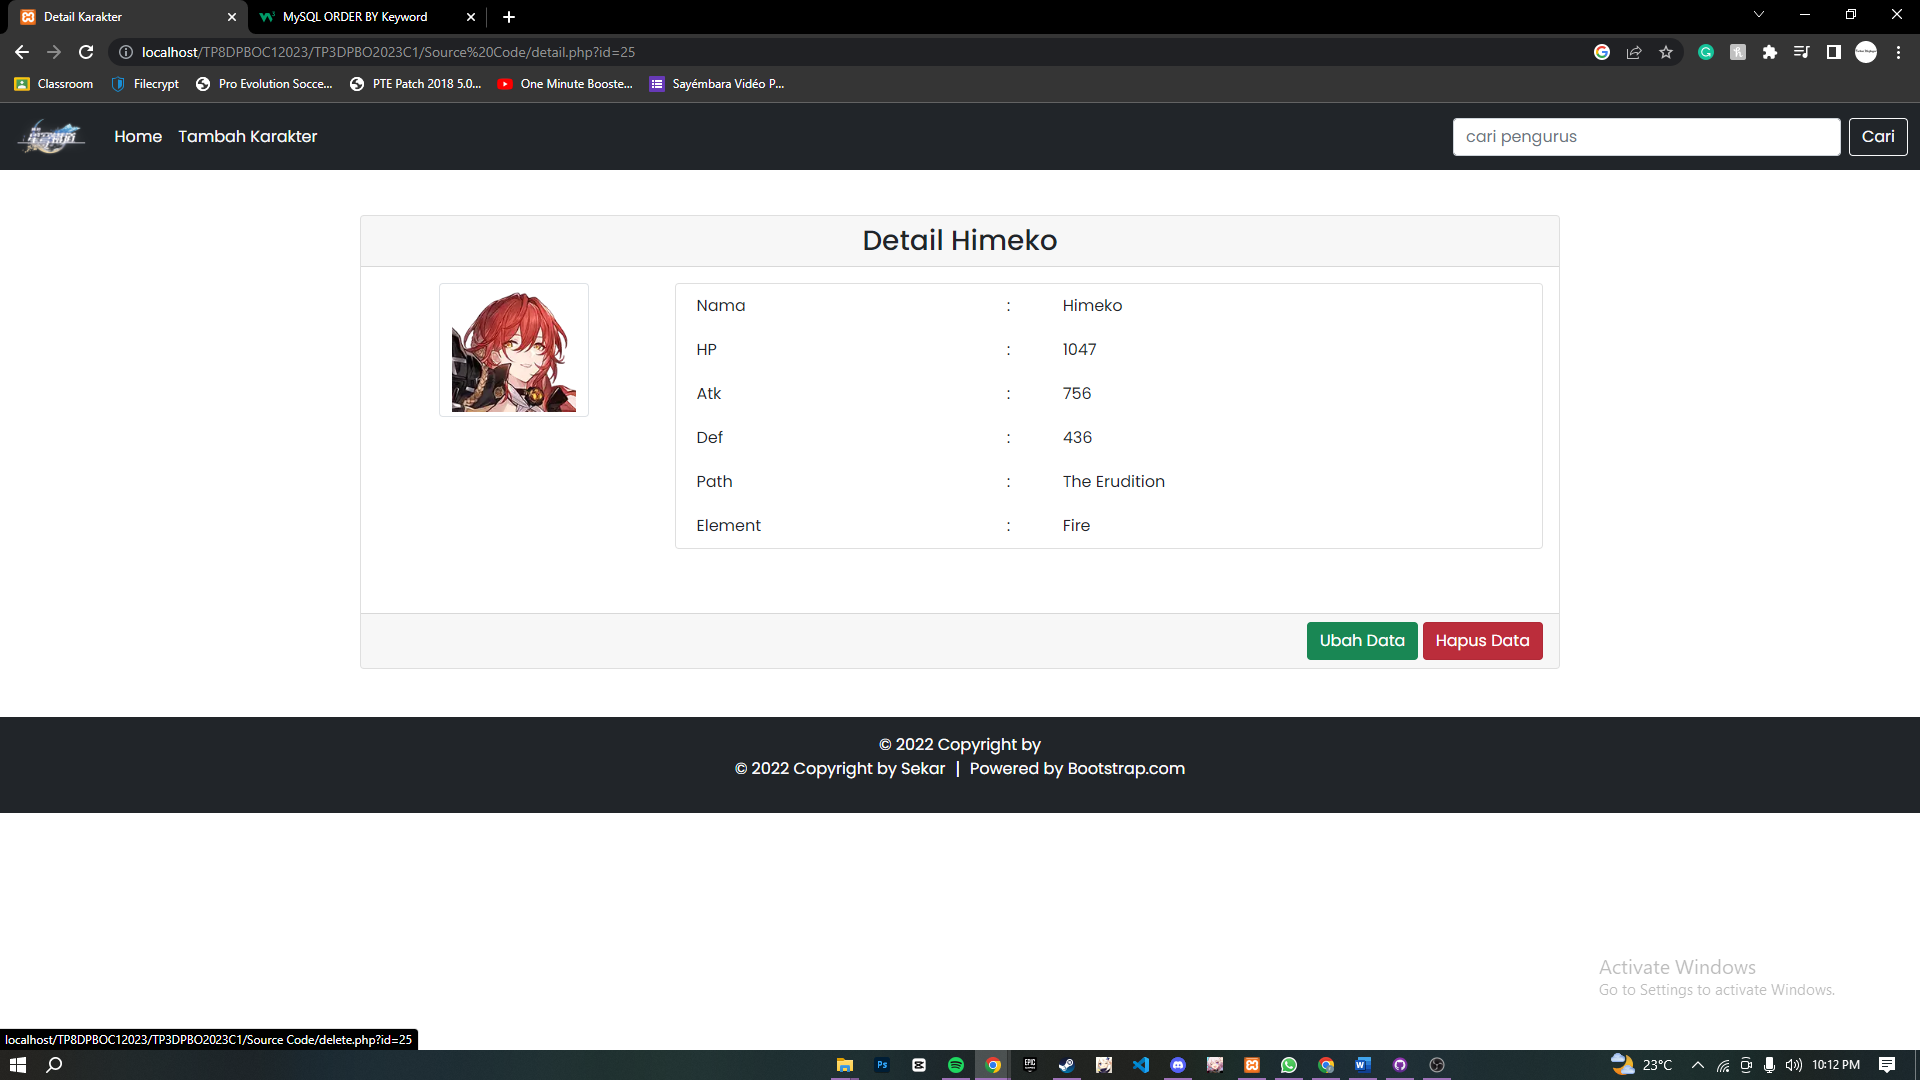 Detail Karakter
MySQL ORDER BY Keyword
localhost/TP8DPBOC12023/TP3DPBO2023C1/Source%20Code/detail.php?id=25
Classroom
Filecrypt
Pro Evolution Socce...
PTE Patch 2018 5.0...
One Minute Booste...
Sayémbara Vidéo P...
Home Tambah Karakter
cari pengurus
Cari
Detail Himeko
Nama : Himeko
HP : 1047
Atk : 756
Def : 436
Path : The Erudition
Element : Fire
Ubah Data
Hapus Data
© 2022 Copyright by
© 2022 Copyright by Sekar | Powered by Bootstrap.com
Activate Windows
Go to Settings to activate Windows.
localhost/TP8DPBOC12023/TP3DPBO2023C1/Source Code/delete.php?id=25
Ps
EPIC
W
23°C
10:12 PM